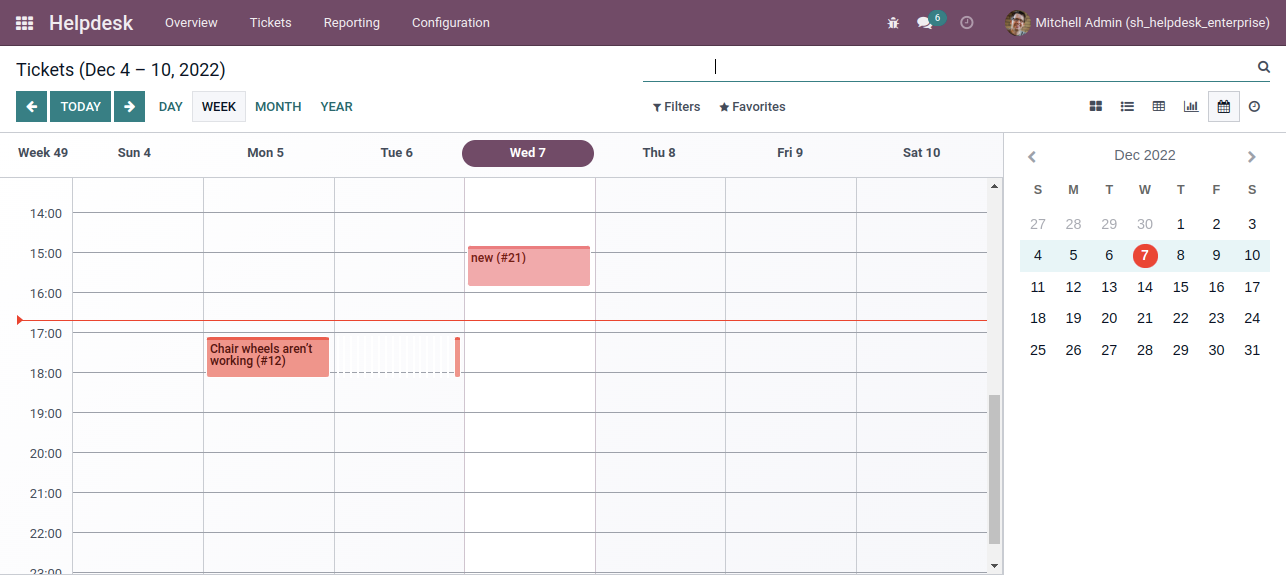 Helpdesk Overview Tickets Reporting Configuration 6 Mitchell Admin (sh_helpdesk_enterprise)
Tickets (Dec 4 – 10, 2022)
TODAY DAY WEEK MONTH YEAR Filters Favorites
Week 49 Sun 4 Mon 5 Tue 6 Wed 7 Thu 8 Fri 9 Sat 10
14:00
15:00
new (#21)
16:00
17:00
Chair wheels aren't
working (#12)
18:00
19:00
20:00
21:00
22:00
23:00
Dec 2022
S M T W T F S
27 28 29 30 1 2 3
4 5 6 7 8 9 10
11 12 13 14 15 16 17
18 19 20 21 22 23 24
25 26 27 28 29 30 31